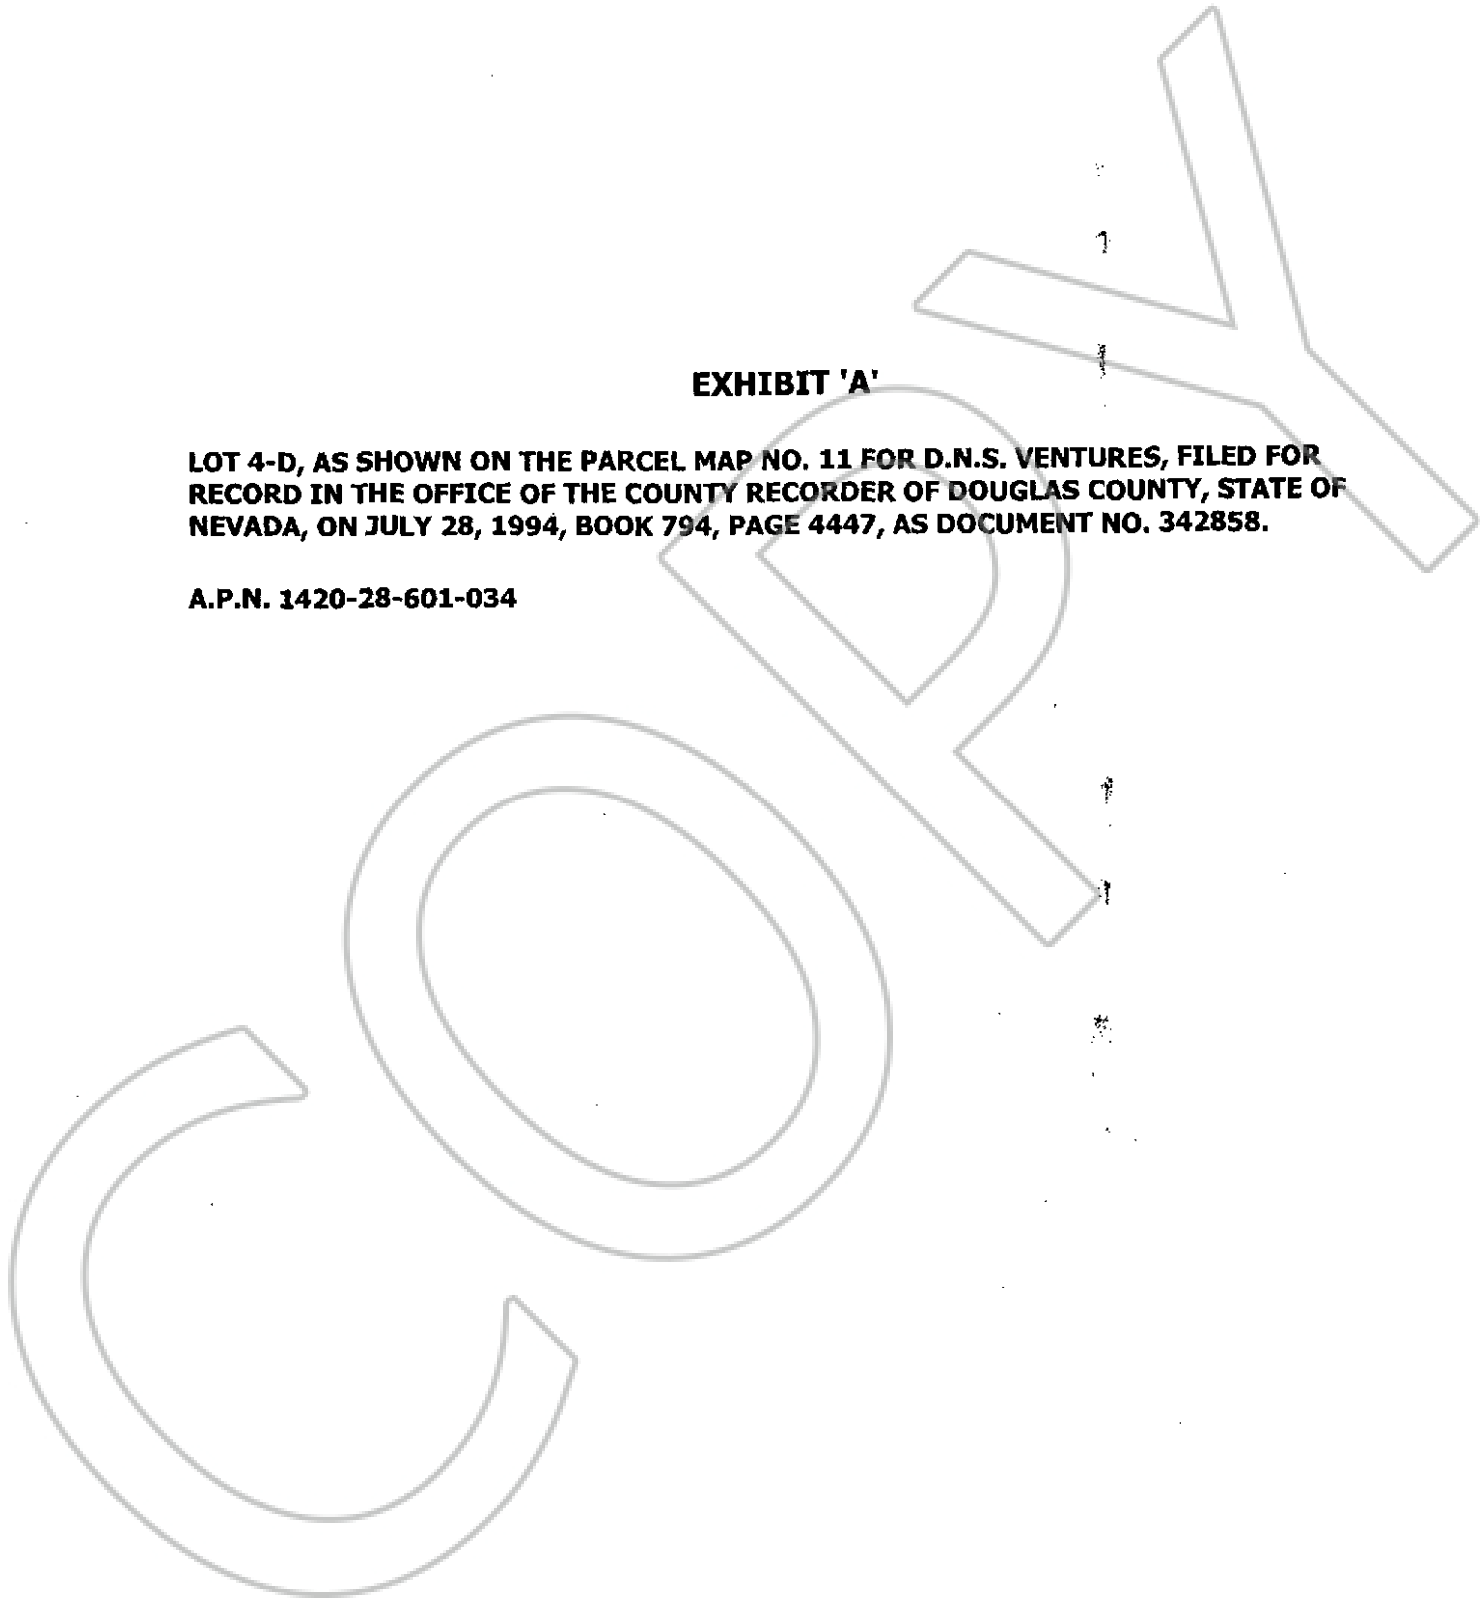 EXHIBIT 'A'
LOT 4-D, AS SHOWN ON THE PARCEL MAP NO. 11 FOR D.N.S. VENTURES, FILED FOR
RECORD IN THE OFFICE OF THE COUNTY RECORDER OF DOUGLAS COUNTY, STATE OF
NEVADA, ON JULY 28, 1994, BOOK 794, PAGE 4447, AS DOCUMENT NO. 342858.
A.P.N. 1420-28-601-034
COPY